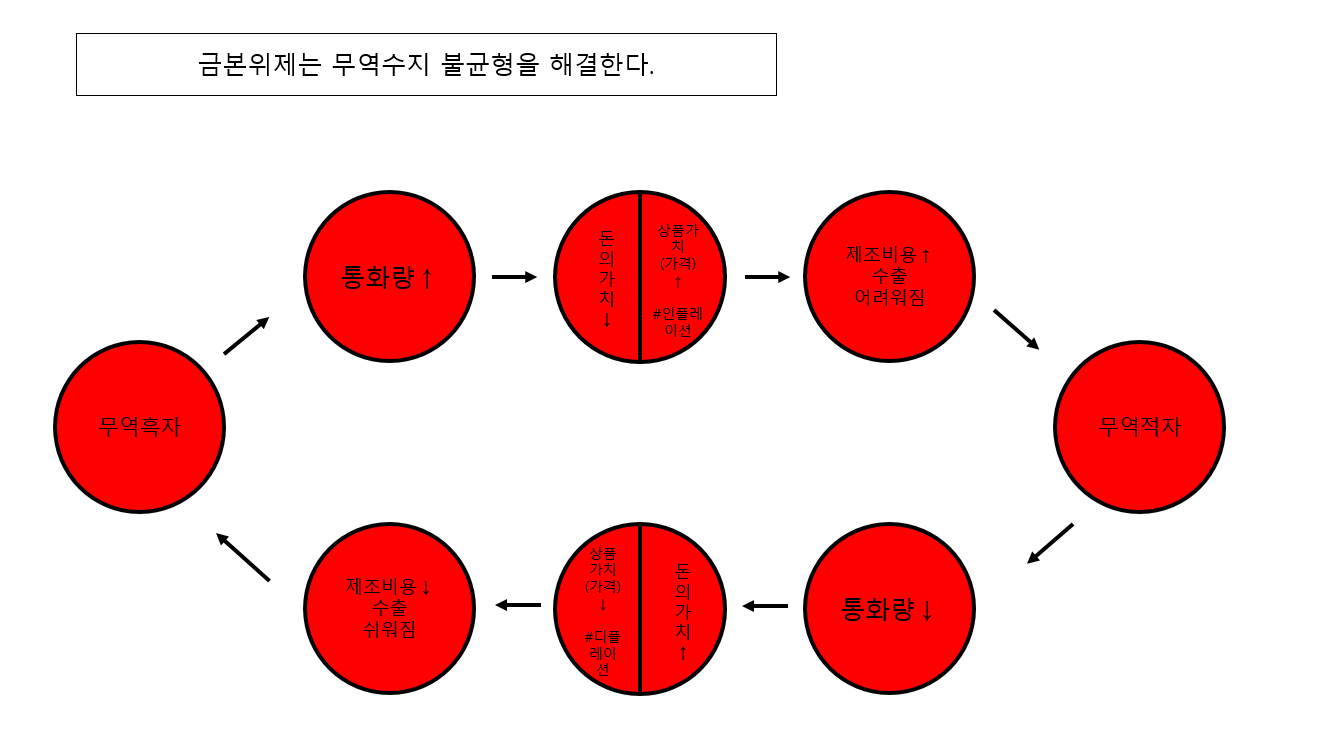 금본위제는 무역수지 불균형을 해결한다.
통화량↑
돈
의
가
치
↓
상품가
치
(가격)
↑
#인플레
이션
제조비용↑
수출
어려워짐
무역흑자
무역적자
제조비용↓
수출
쉬워짐
상품
가치
(가격)
↓
#디플
레이
션
돈
의
가
치
↑
통화량↓